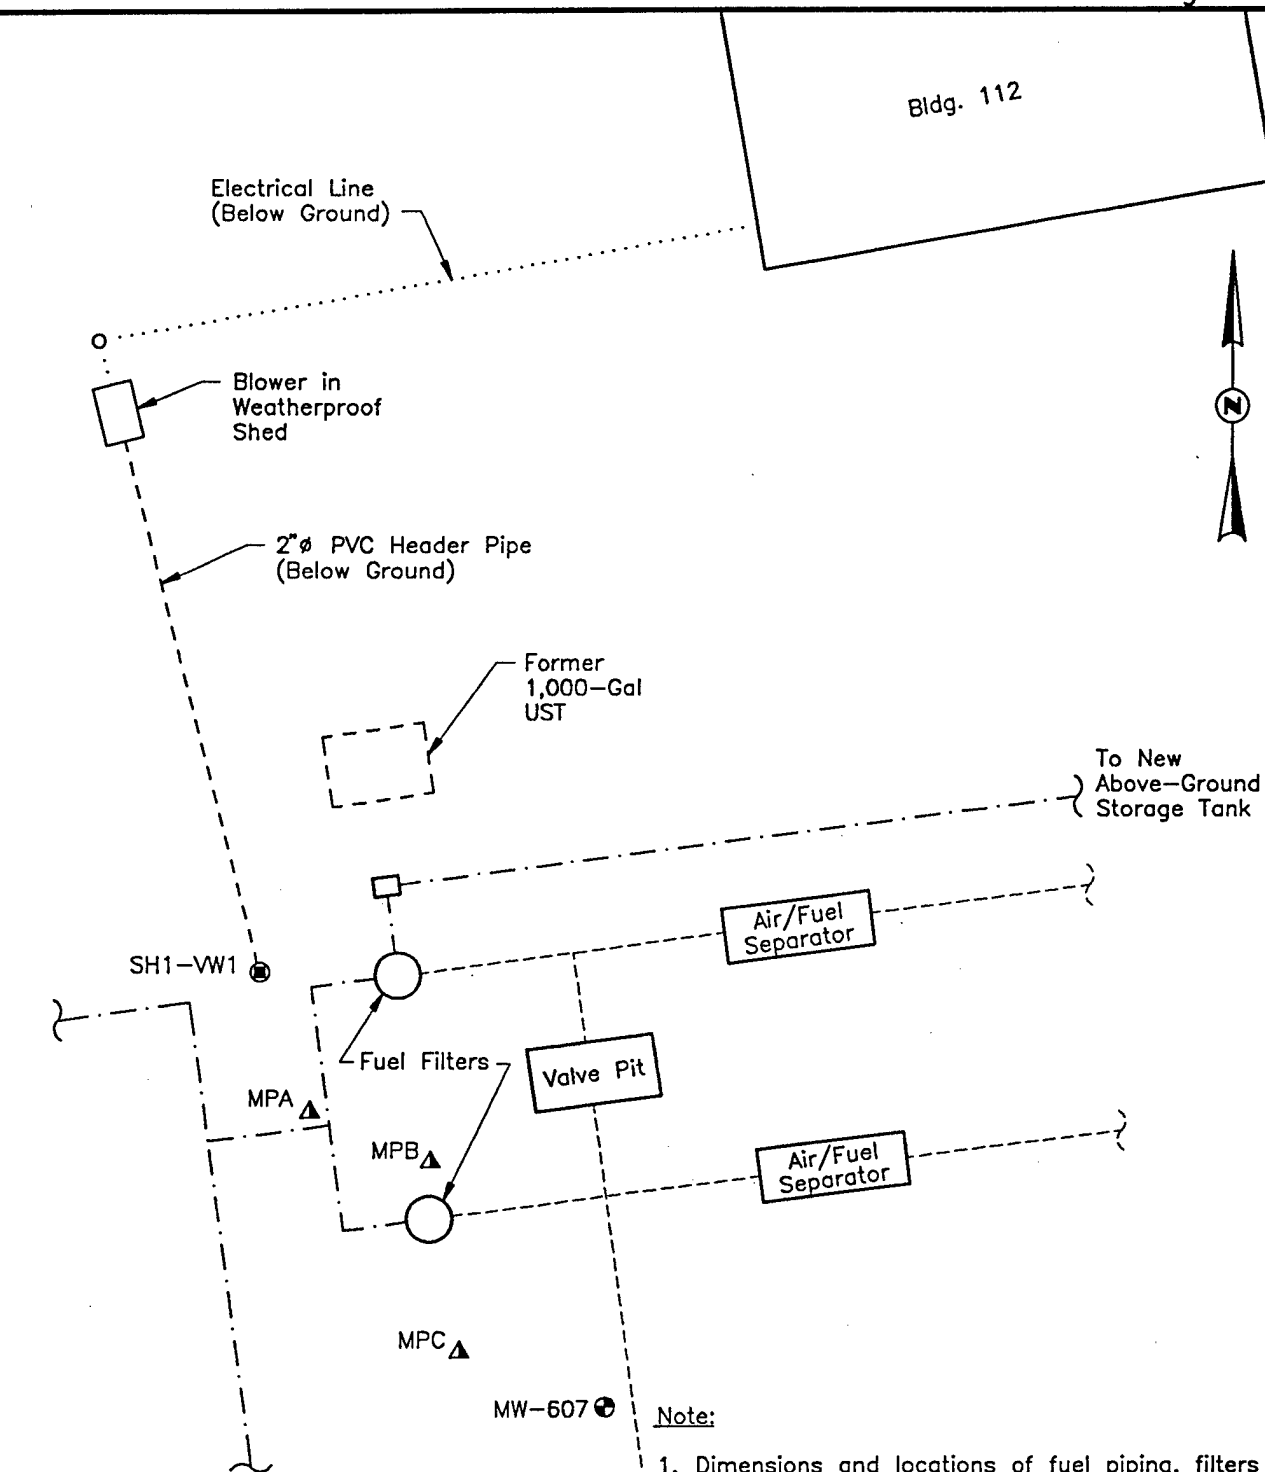 Bldg. 112
Electrical Line
(Below Ground)
Blower in
Weatherproof
Shed
N
2"ø PVC Header Pipe
(Below Ground)
Former
1,000-Gal
UST
To New
Above-Ground
Storage Tank
Air/Fuel
Separator
SH1-VW1
Fuel Filters
Valve Pit
MPA
MPB
Air/Fuel
Separator
MPC
MW-607
Note:
1. Dimensions and locations of fuel piping, filters